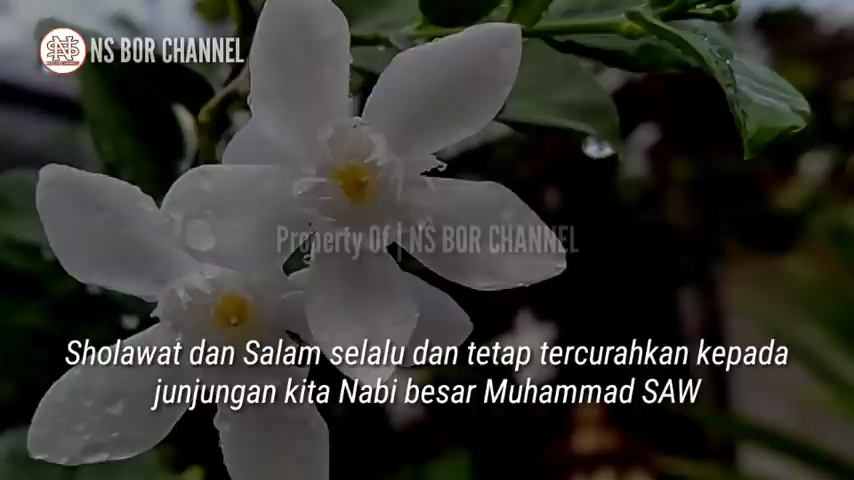 NS BOR CHANNEL
Property Of | NS BOR CHANNEL
Sholawat dan Salam selalu dan tetap tercurahkan kepada
junjungan kita Nabi besar Muhammad SAW